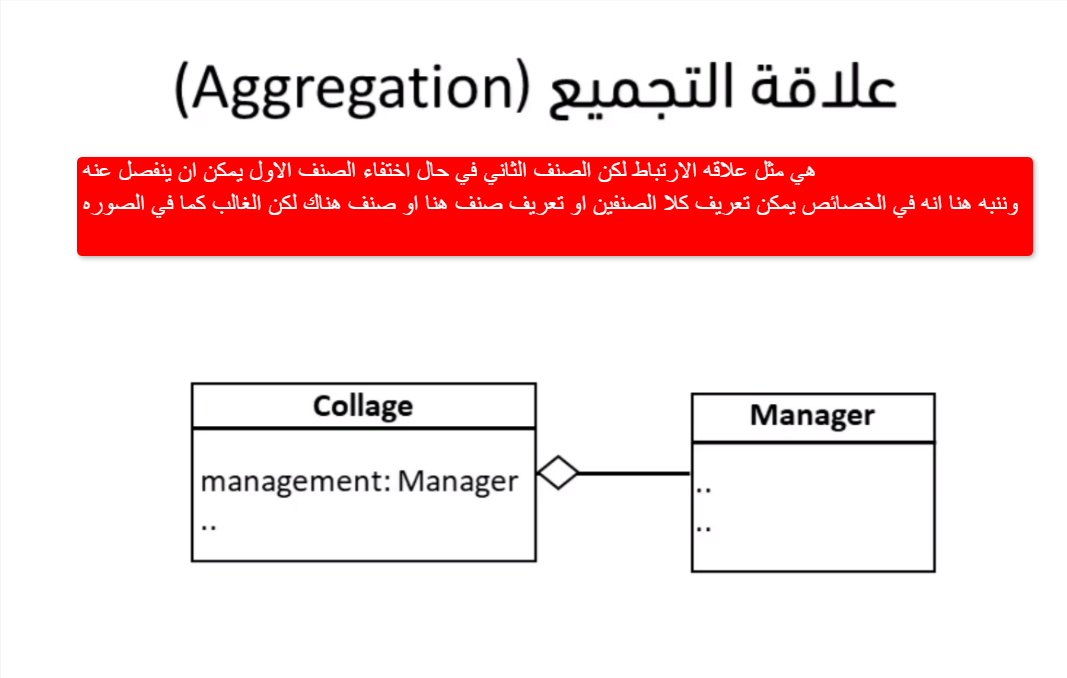 علاقة التجميع (Aggregation)
هي مثل علاقه الارتباط لكن الصنف الثاني في حال اختفاء الصنف الاول يمكن ان ينفصل عنه
وننبه هنا انه في الخصائص يمكن تعريف كلا الصنفين او تعريف صنف هنا او صنف هناك لكن الغالب كما في الصوره
Collage
management: Manager
..
Manager
..
..